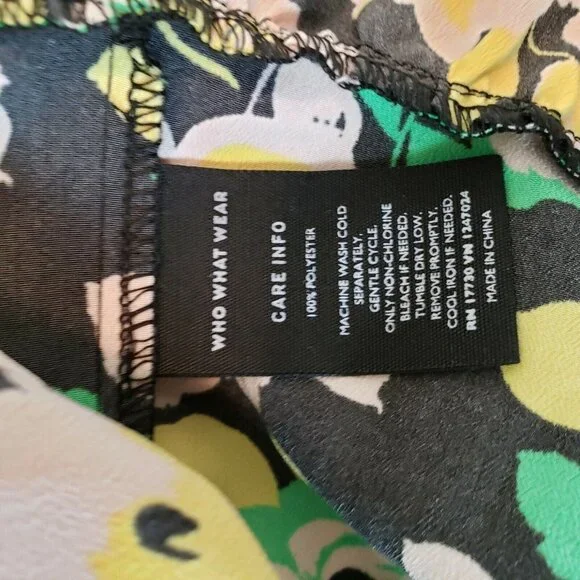 WHO WHAT WEAR
CARE INFO
100% POLYESTER
MACHINE WASH COLD
SEPARATELY.
GENTLE CYCLE.
ONLY NON-CHLORINE
BLEACH IF NEEDED.
TUMBLE DRY LOW.
REMOVE PROMPTLY.
COOL IRON IF NEEDED.
RN 17730 VN 1247024
MADE IN CHINA